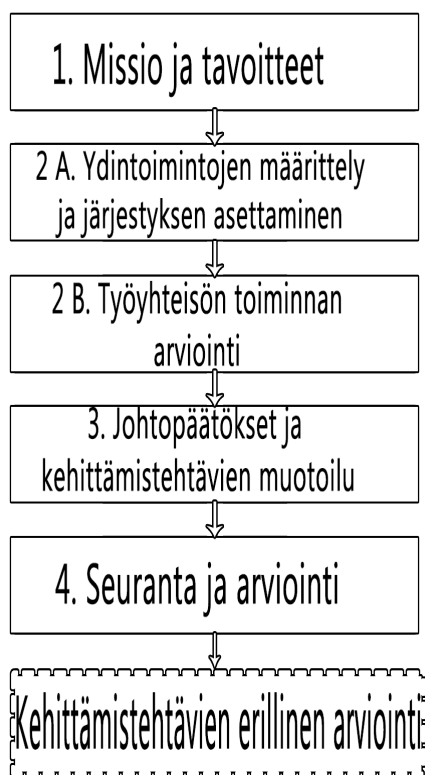 1. Missio ja tavoitteet
2 A. Ydintoimintojen määrittely
ja järjestyksen asettaminen
2 B. Työyhteisön toiminnan
arviointi
3. Johtopäätökset ja
kehittämistehtävien muotoilu
4. Seuranta ja arviointi
Kehittämistehtävien erillinen arviointi